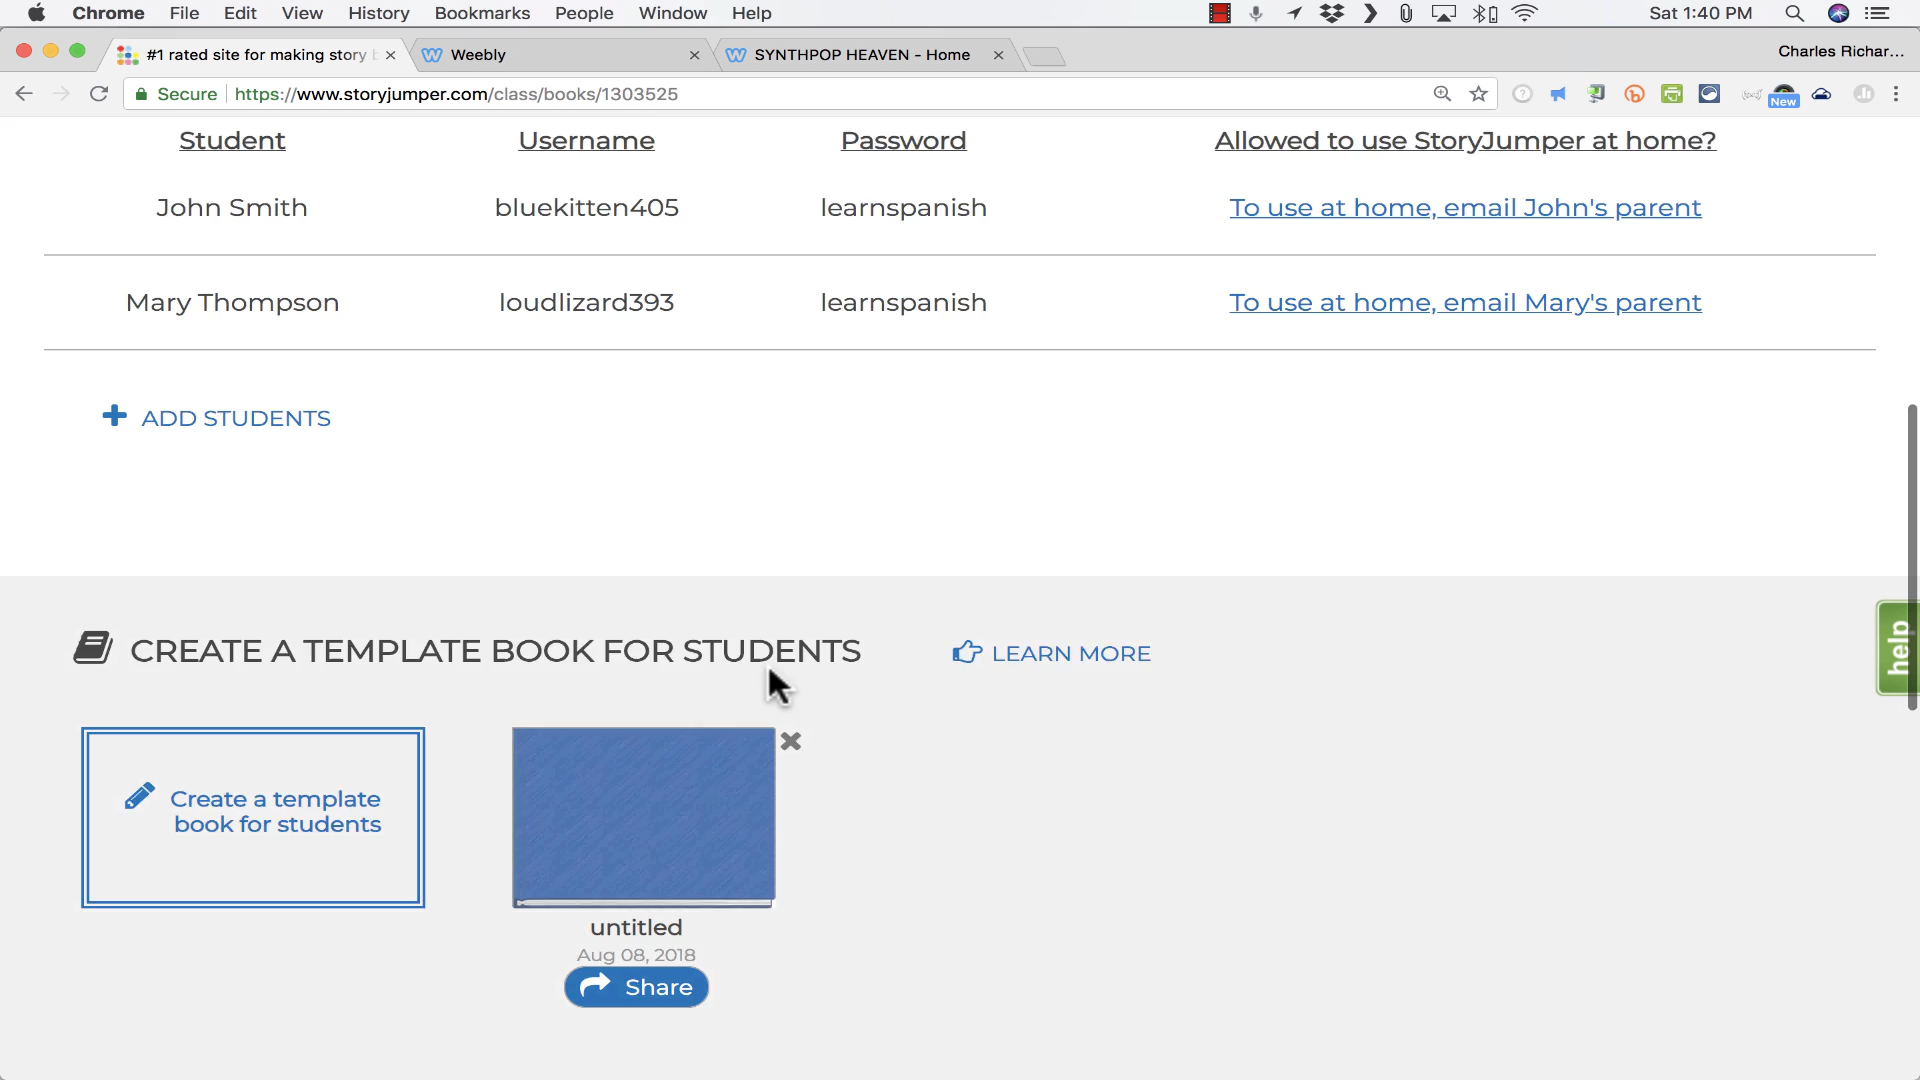 Chrome File Edit View History Bookmarks People Window Help Sat 1:40 PM
#1 rated site for making story b Weebly SYNTHPOP HEAVEN - Home Charles Richar...
Secure https://www.storyjumper.com/class/books/1303525 New
Student Username Password Allowed to use StoryJumper at home?
John Smith bluekitten405 learnspanish To use at home, email John's parent
Mary Thompson loudlizard393 learnspanish To use at home, email Mary's parent
ADD STUDENTS
help
CREATE A TEMPLATE BOOK FOR STUDENTS LEARN MORE
Create a template
book for students
untitled
Aug 08, 2018
Share